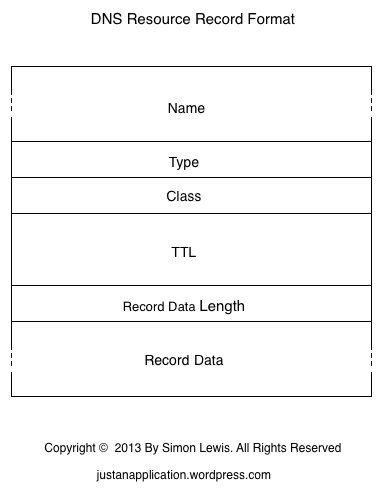 DNS Resource Record Format
Name
Type
Class
TTL
Record Data Length
Record Data
Copyright © 2013 By Simon Lewis. All Rights Reserved
justanapplication.wordpress.com